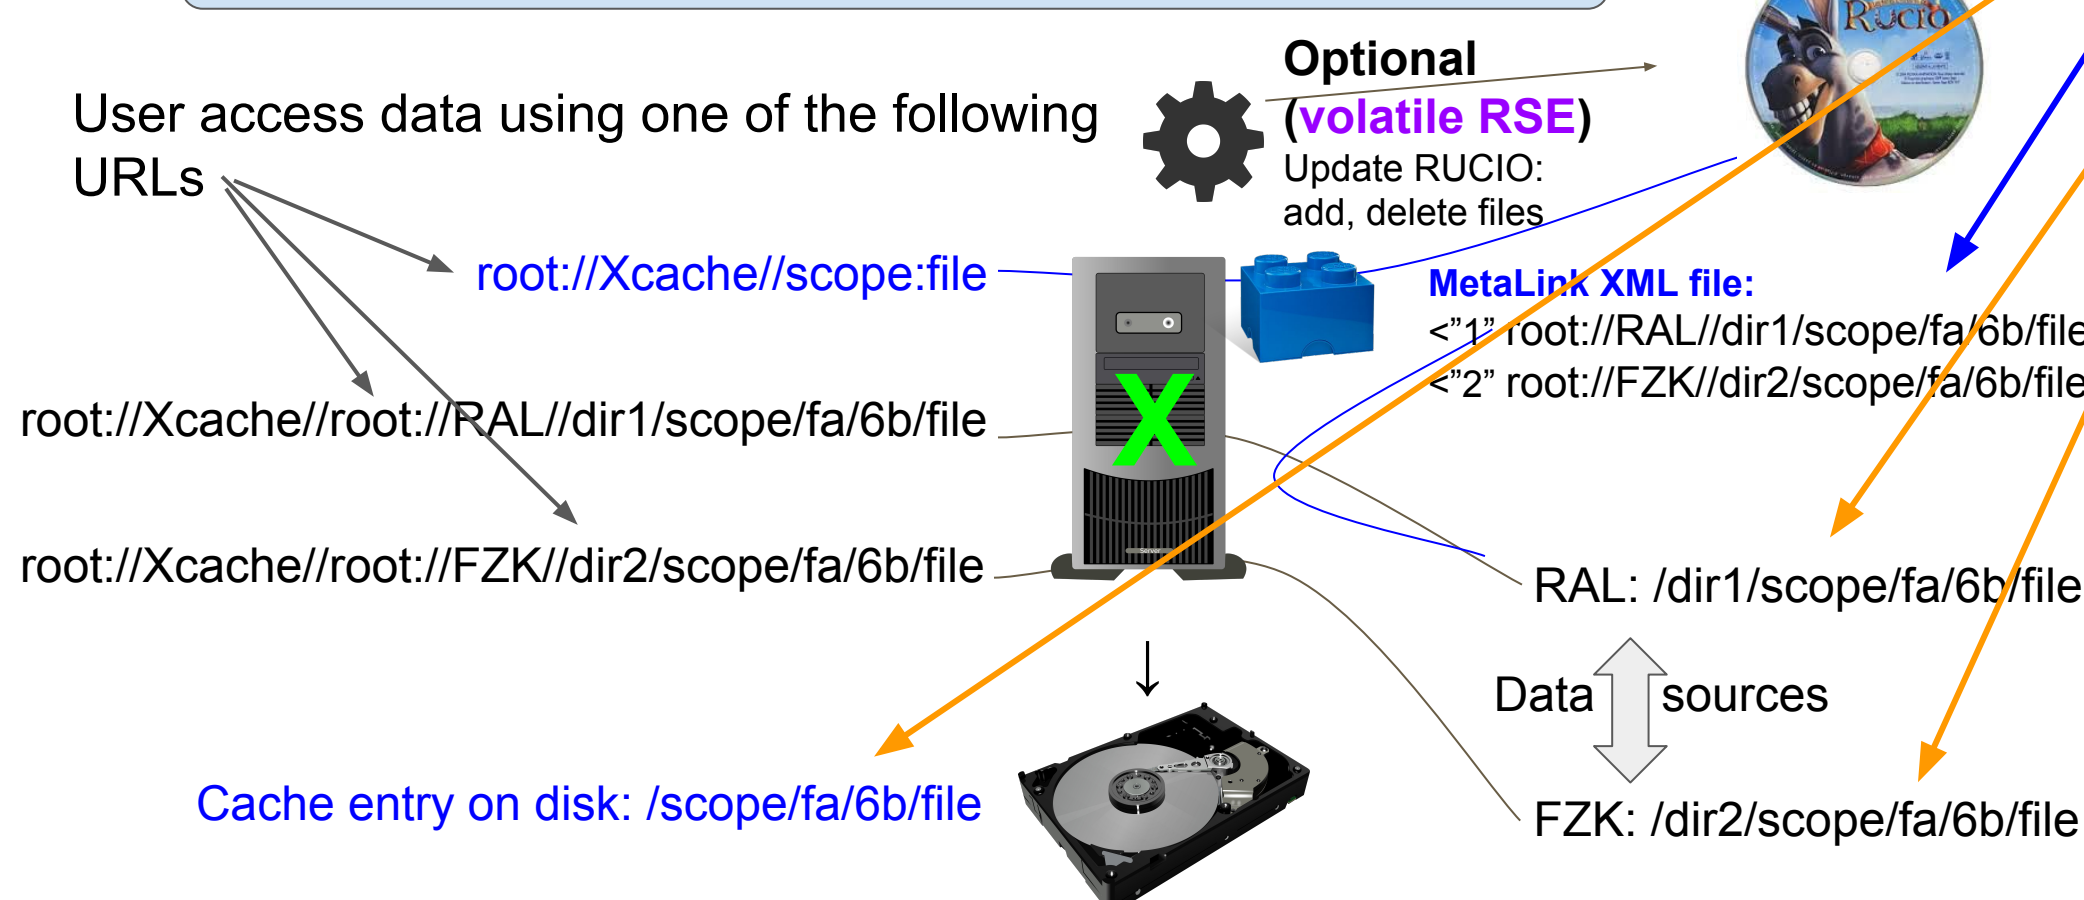 Rucio
Optional
(volatile RSE)
Update RUCIO:
add, delete files
User access data using one of the following
URLs
root://Xcache//scope:file
MetaLink XML file:
<”1” root://RAL//dir1/scope/fa/6b/file
<”2” root://FZK//dir2/scope/fa/6b/file
X
root://Xcache//root://RAL//dir1/scope/fa/6b/file
root://Xcache//root://FZK//dir2/scope/fa/6b/file
iServer
RAL: /dir1/scope/fa/6b/file
Data sources
Cache entry on disk: /scope/fa/6b/file
FZK: /dir2/scope/fa/6b/file